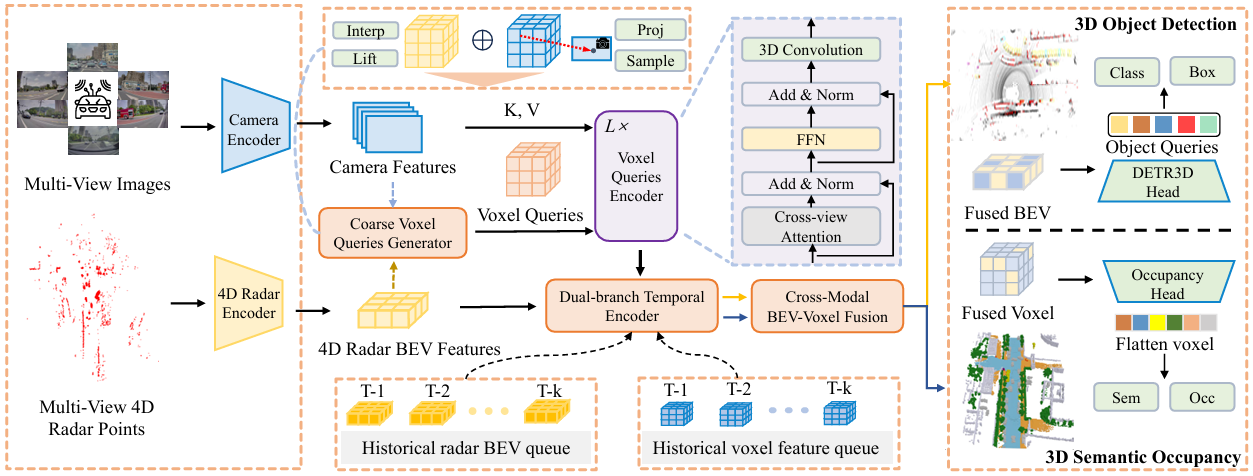 Multi-View Images
Multi-View 4D
Radar Points
Camera
Encoder
4D Radar
Encoder
Interp
Lift
Proj
Sample
Camera Features
K, V
Voxel Queries
Coarse Voxel
Queries Generator
4D Radar BEV Features
L×
Voxel
Queries
Encoder
3D Convolution
Add & Norm
FFN
Add & Norm
Cross-view
Attention
Dual-branch Temporal
Encoder
Cross-Modal
BEV-Voxel Fusion
T-1
T-2
T-k
Historical radar BEV queue
T-1
T-2
T-k
Historical voxel feature queue
3D Object Detection
Class
Box
Object Queries
DETR3D
Head
Fused BEV
Occupancy
Head
Fused Voxel
Flatten voxel
Sem
Occ
3D Semantic Occupancy